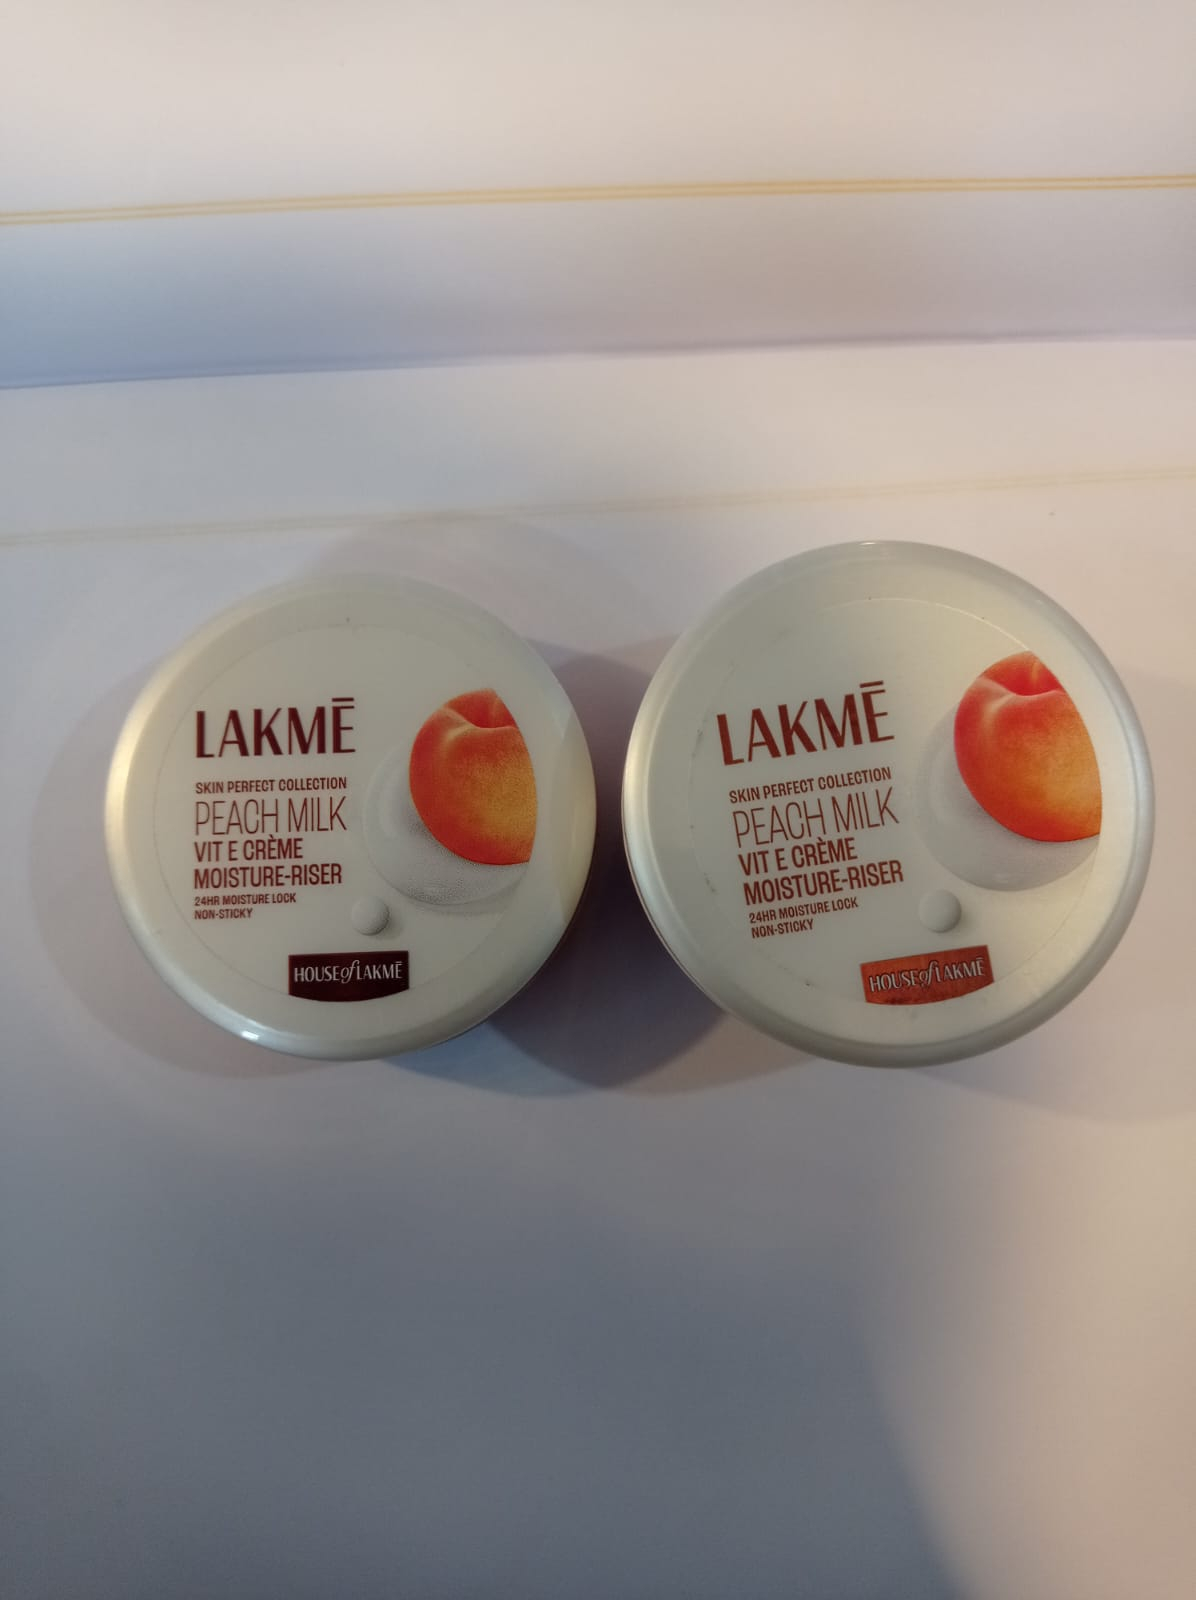 LAKMĒ
SKIN PERFECT COLLECTION
PEACH MILK
VIT E CRÈME
MOISTURE-RISER
24HR MOISTURE LOCK
NON-STICKY
HOUSE of LAKMĒ
LAKMĒ
SKIN PERFECT COLLECTION
PEACH MILK
VIT E CRÈME
MOISTURE-RISER
24HR MOISTURE LOCK
NON-STICKY
HOUSE of LAKMĒ